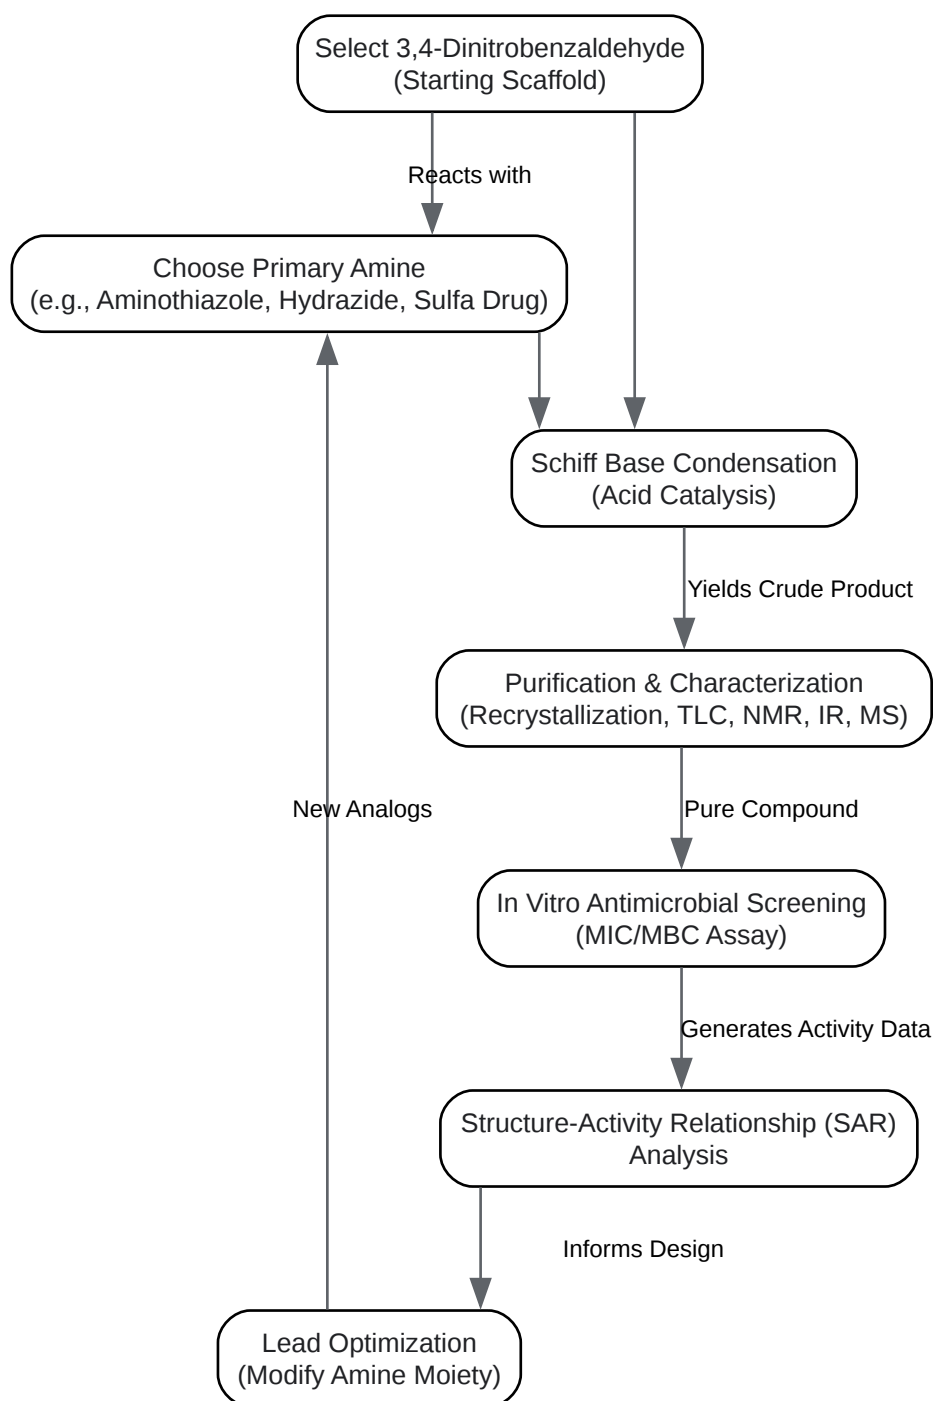 Select 3,4-Dinitrobenzaldehyde
(Starting Scaffold)
Reacts with
Choose Primary Amine
(e.g., Aminothiazole, Hydrazide, Sulfa Drug)
Schiff Base Condensation
(Acid Catalysis)
Yields Crude Product
Purification & Characterization
(Recrystallization, TLC, NMR, IR, MS)
New Analogs
Pure Compound
In Vitro Antimicrobial Screening
(MIC/MBC Assay)
Generates Activity Data
Structure-Activity Relationship (SAR)
Analysis
Informs Design
Lead Optimization
(Modify Amine Moiety)